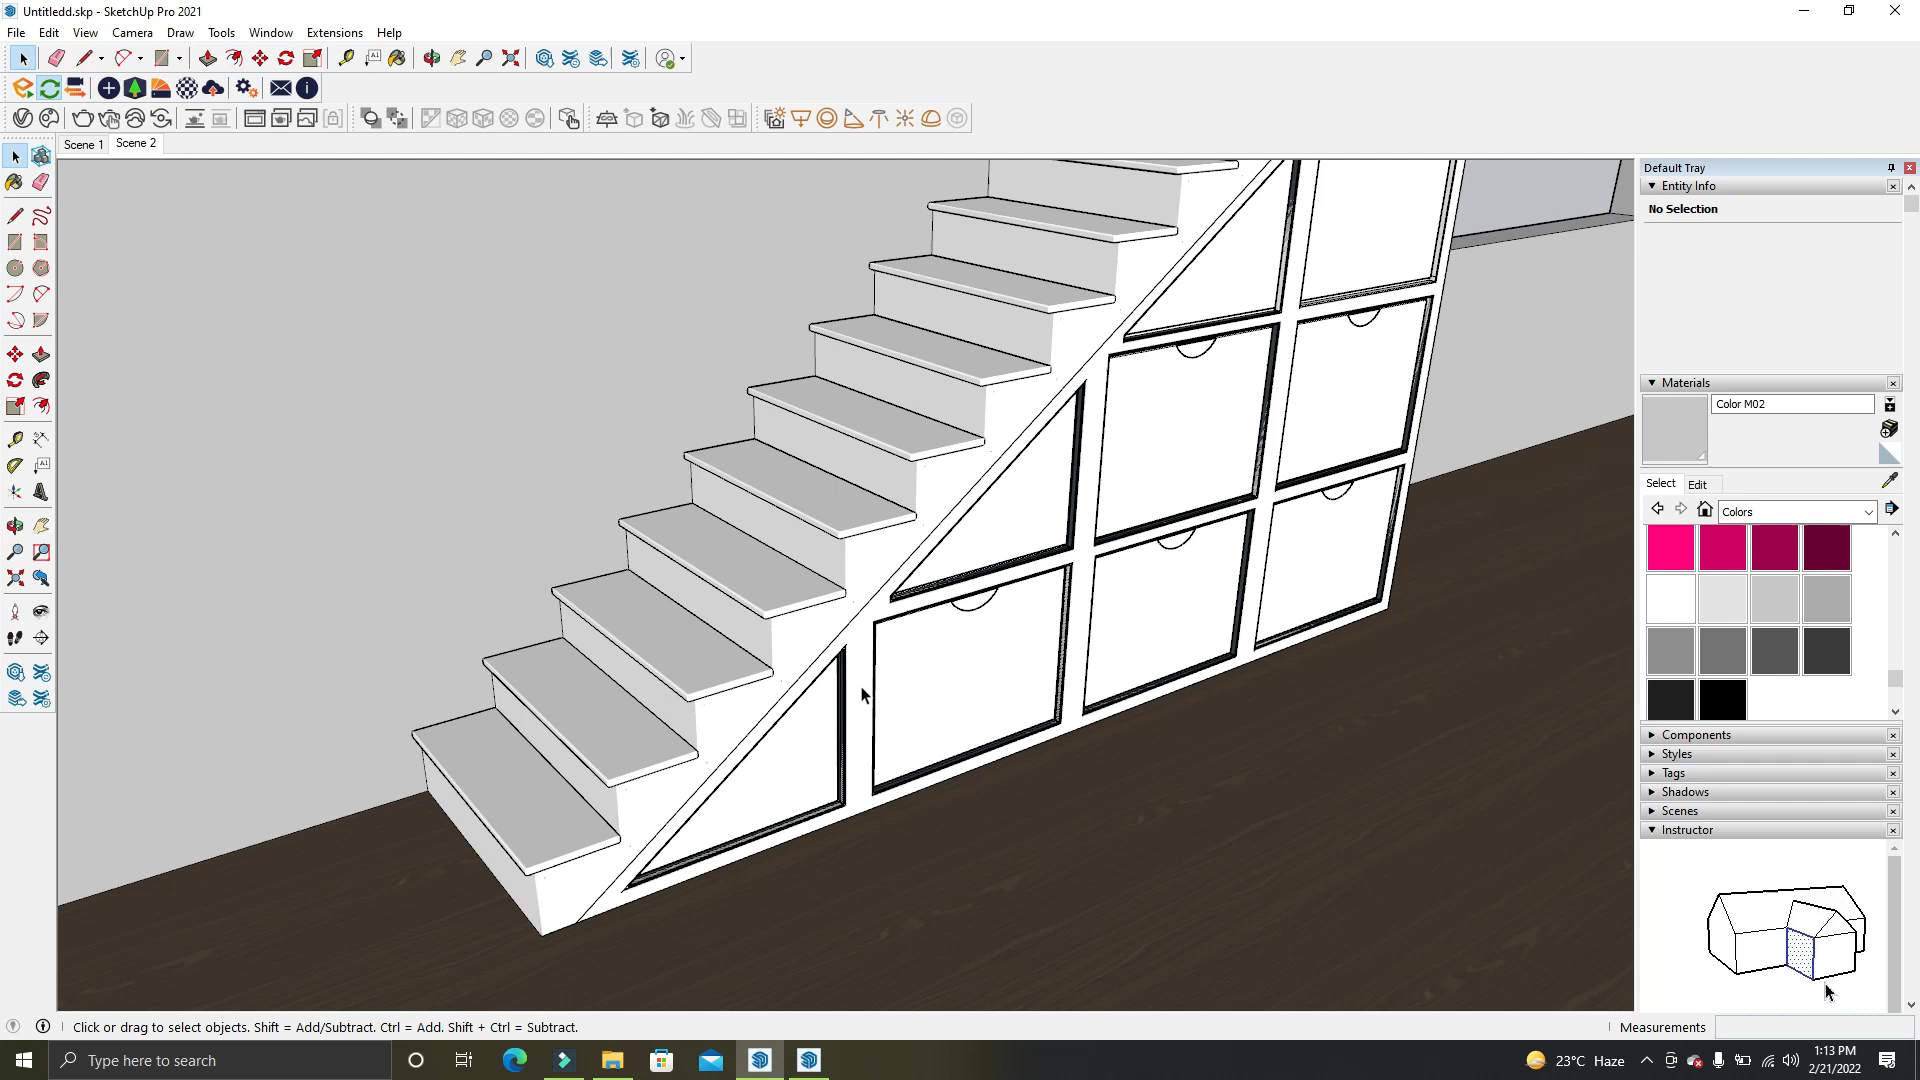 Untitledd.skp - SketchUp Pro 2021
File Edit View Camera Draw Tools Window Extensions Help
Scene 1 Scene 2
Default Tray
Entity Info
No Selection
Materials
Color M02
Select Edit
Colors
Components
Styles
Tags
Shadows
Scenes
Instructor
Click or drag to select objects. Shift = Add/Subtract. Ctrl = Add. Shift + Ctrl = Subtract.
Measurements
Type here to search
23°C Haze
1:13 PM
2/21/2022